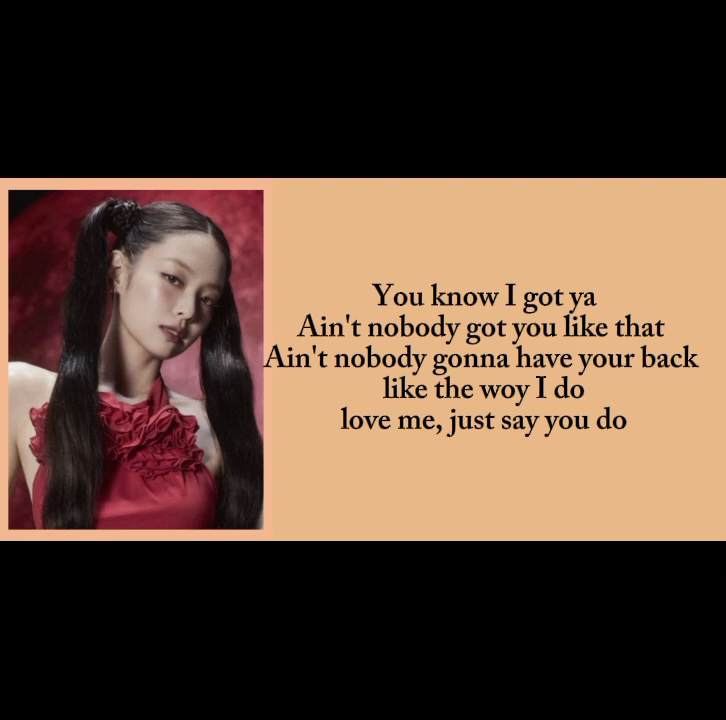 You know I got ya
Ain't nobody got you like that
Ain't nobody gonna have your back
like the woy I do
love me, just say you do